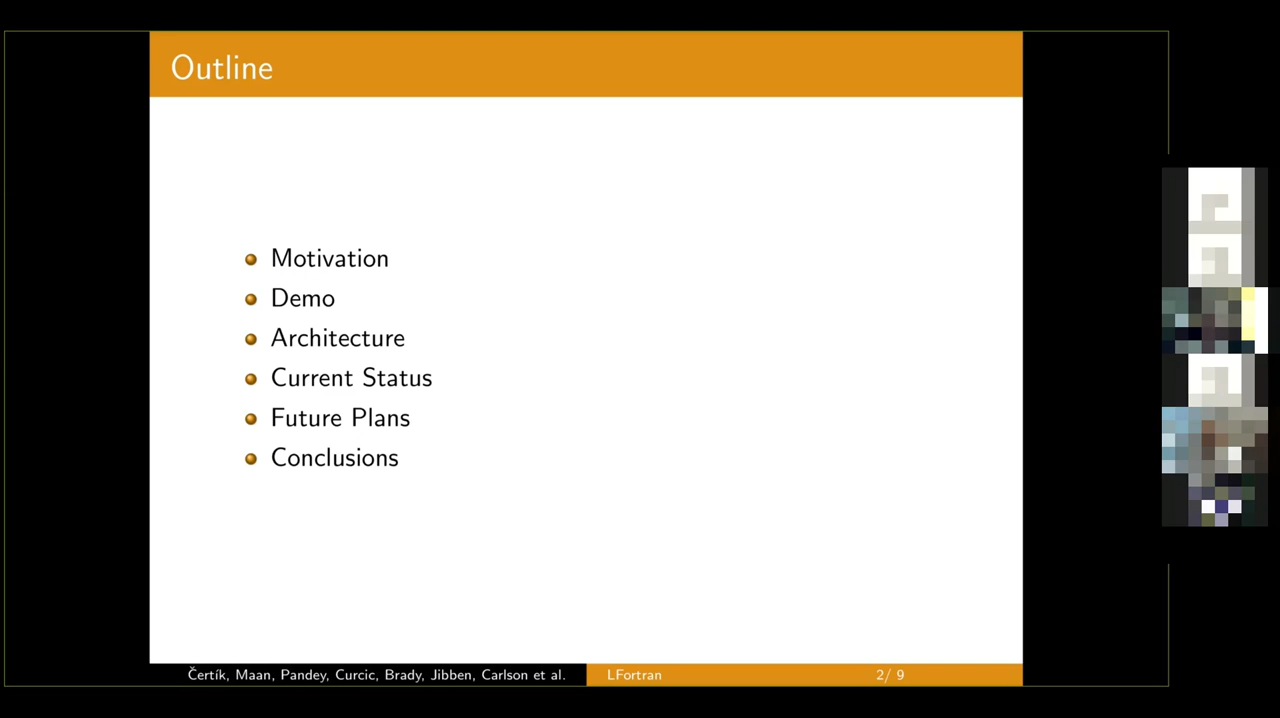 Outline
Motivation
Demo
Architecture
Current Status
Future Plans
Conclusions
Čertík, Maan, Pandey, Curcic, Brady, Jibben, Carlson et al.
LFortran
2/ 9